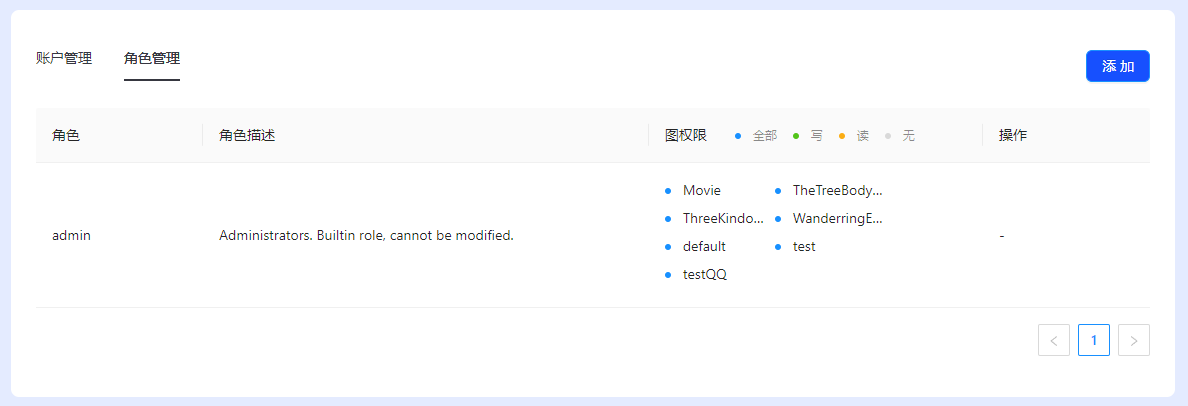 账户管理 角色管理 添 加
角色 角色描述 图权限 全部 写 读 无 操作
Movie TheTreeBody...
ThreeKindo... WanderringE...
admin Administrators. Builtin role, cannot be modified. -
default test
testQQ
< 1 >